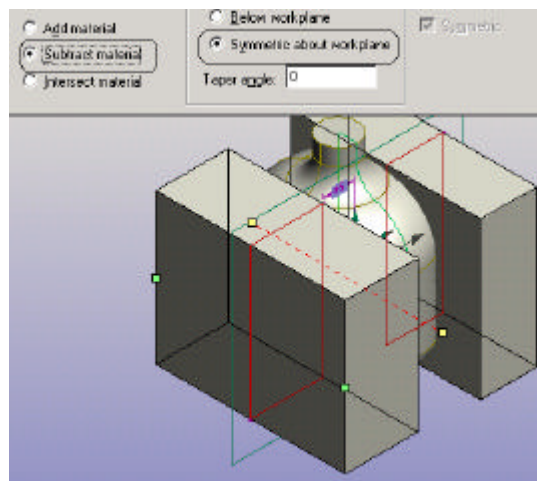 Add material
Subtract material
Intersect material
Below workplane
Symmetric about workplane
Taper angle: 0
Symmetric